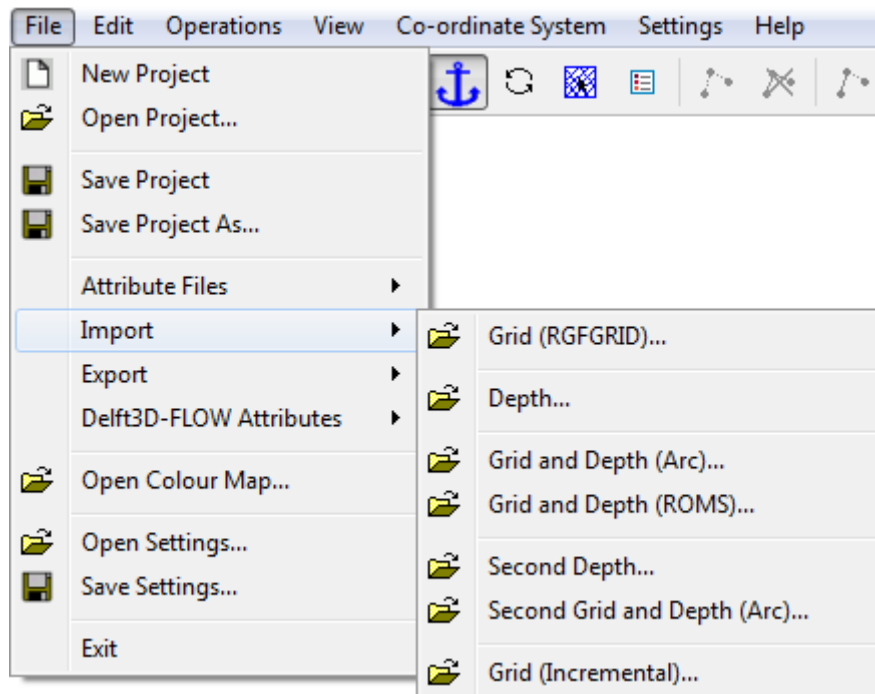 File Edit Operations View Co-ordinate System Settings Help
New Project
Open Project...
Save Project
Save Project As...
Attribute Files
Import
Export
Delft3D-FLOW Attributes
Open Colour Map...
Open Settings...
Save Settings...
Exit
Grid (RGFGRID)...
Depth...
Grid and Depth (Arc)...
Grid and Depth (ROMS)...
Second Depth...
Second Grid and Depth (Arc)...
Grid (Incremental)...